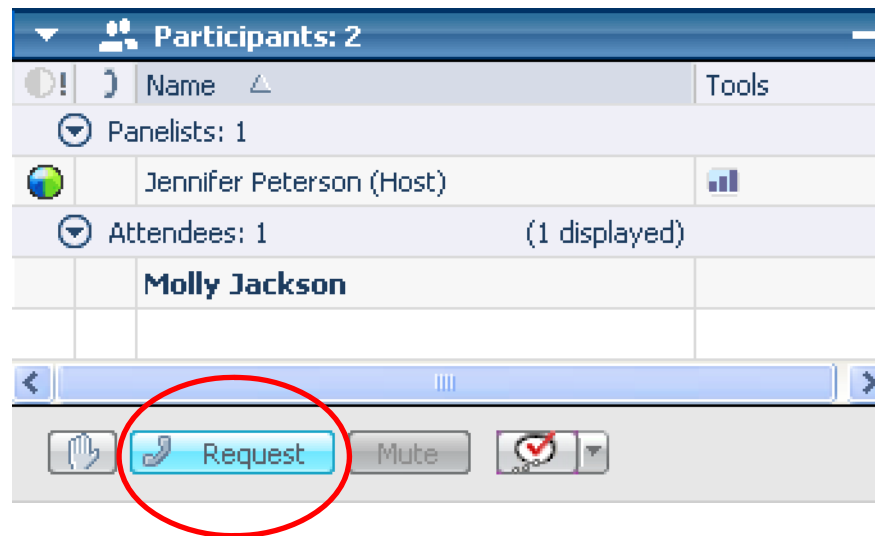 Participants: 2
! Name Tools
Panelists: 1
Jennifer Peterson (Host)
Attendees: 1 (1 displayed)
Molly Jackson
Request Mute